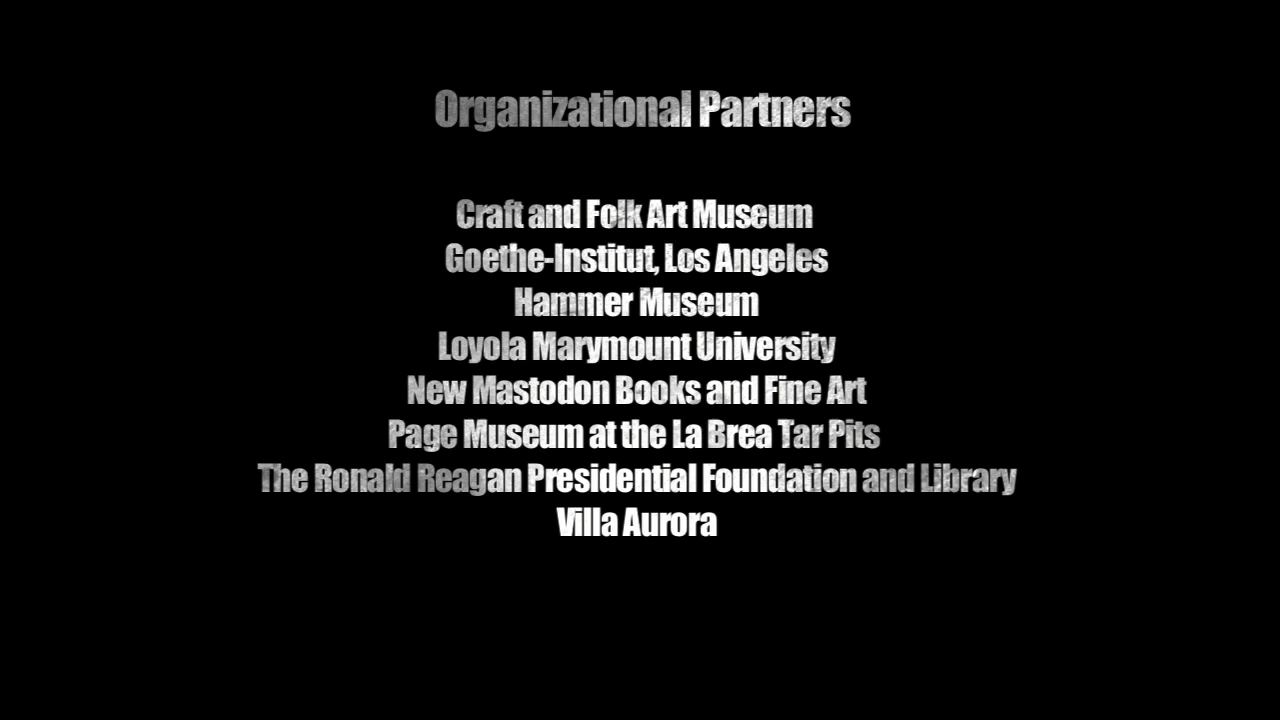 Organizational Partners
Craft and Folk Art Museum
Goethe-Institut, Los Angeles
Hammer Museum
Loyola Marymount University
New Mastodon Books and Fine Art
Page Museum at the La Brea Tar Pits
The Ronald Reagan Presidential Foundation and Library
Villa Aurora